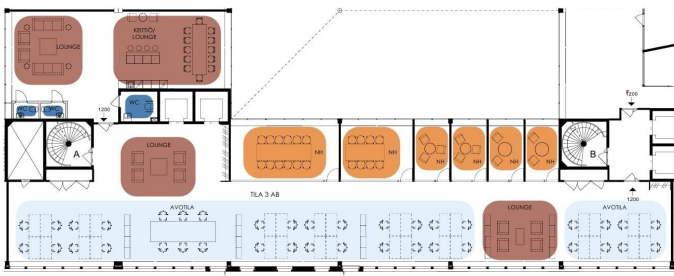 LOUNGE
KEITTIÖ/
LOUNGE
WC
WC
WC
1200
1200
A
LOUNGE
NH
NH
NH
NH
NH
NH
B
1200
TILA 3 AB
AVOTILA
LOUNGE
AVOTILA